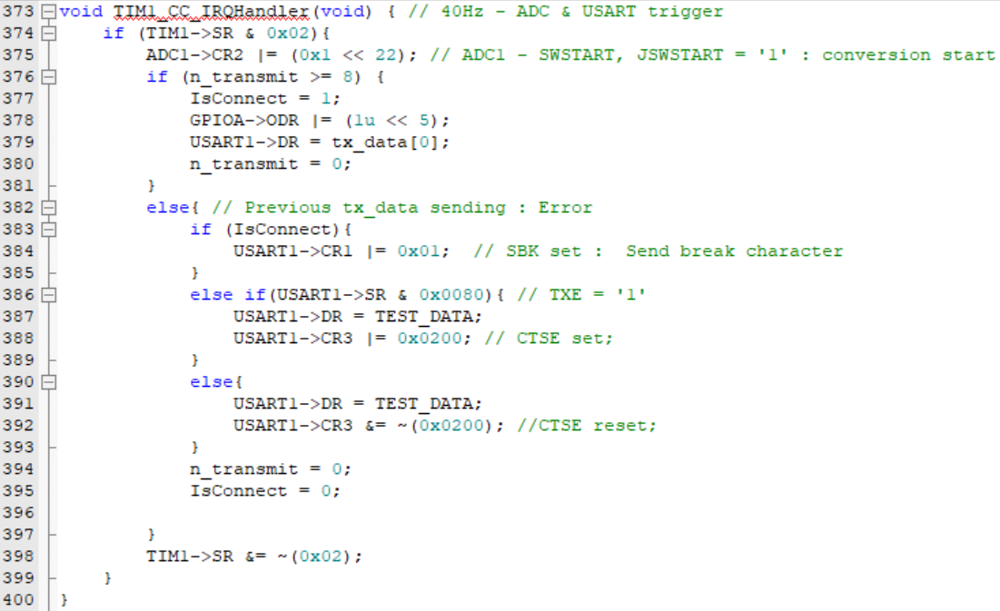 373 void TIM1_CC_IRQHandler(void) { // 40Hz - ADC & USART trigger
374     if (TIM1->SR & 0x02){
375         ADC1->CR2 |= (0x1 << 22); // ADC1 - SWSTART, JSWSTART = '1' : conversion start
376         if (n_transmit >= 8) {
377             IsConnect = 1;
378             GPIOA->ODR |= (1u << 5);
379             USART1->DR = tx_data[0];
380             n_transmit = 0;
381         }
382         else{ // Previous tx_data sending : Error
383             if (IsConnect){
384                 USART1->CR1 |= 0x01;  // SBK set :  Send break character
385             }
386             else if(USART1->SR & 0x0080){ // TXE = '1'
387                 USART1->DR = TEST_DATA;
388                 USART1->CR3 |= 0x0200; // CTSE set;
389             }
390             else{
391                 USART1->DR = TEST_DATA;
392                 USART1->CR3 &= ~(0x0200); //CTSE reset;
393             }
394             n_transmit = 0;
395             IsConnect = 0;
396
397         }
398         TIM1->SR &= ~(0x02);
399     }
400 }